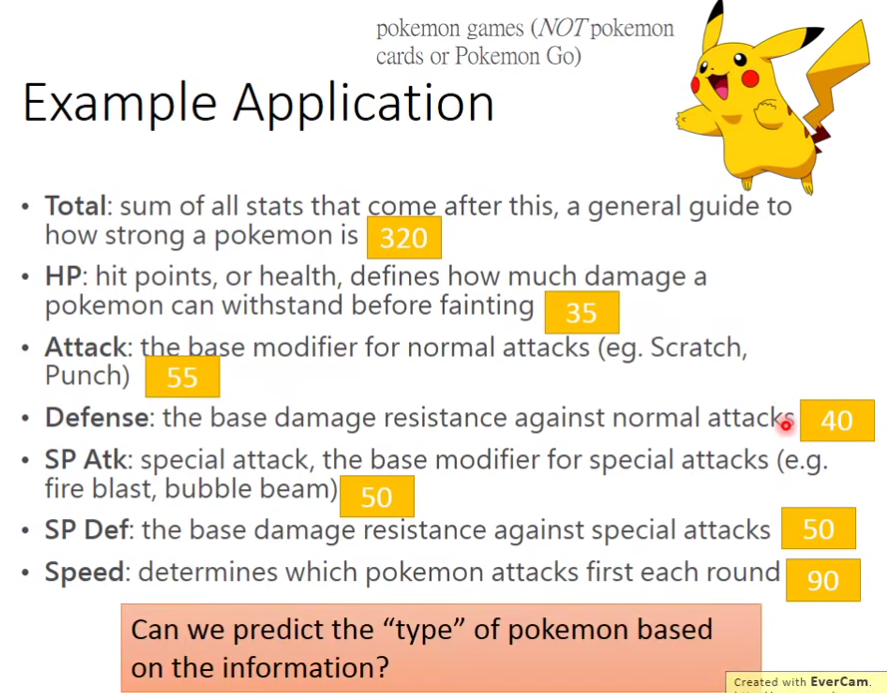 pokemon games (NOT pokemon
cards or Pokemon Go)
Example Application
• Total: sum of all stats that come after this, a general guide to
how strong a pokemon is 320
• HP: hit points, or health, defines how much damage a
pokemon can withstand before fainting 35
• Attack: the base modifier for normal attacks (eg. Scratch,
Punch) 55
• Defense: the base damage resistance against normal attacks 40
• SP Atk: special attack, the base modifier for special attacks (e.g.
fire blast, bubble beam) 50
• SP Def: the base damage resistance against special attacks 50
• Speed: determines which pokemon attacks first each round 90
Can we predict the “type” of pokemon based
on the information?
Created with EverCam.